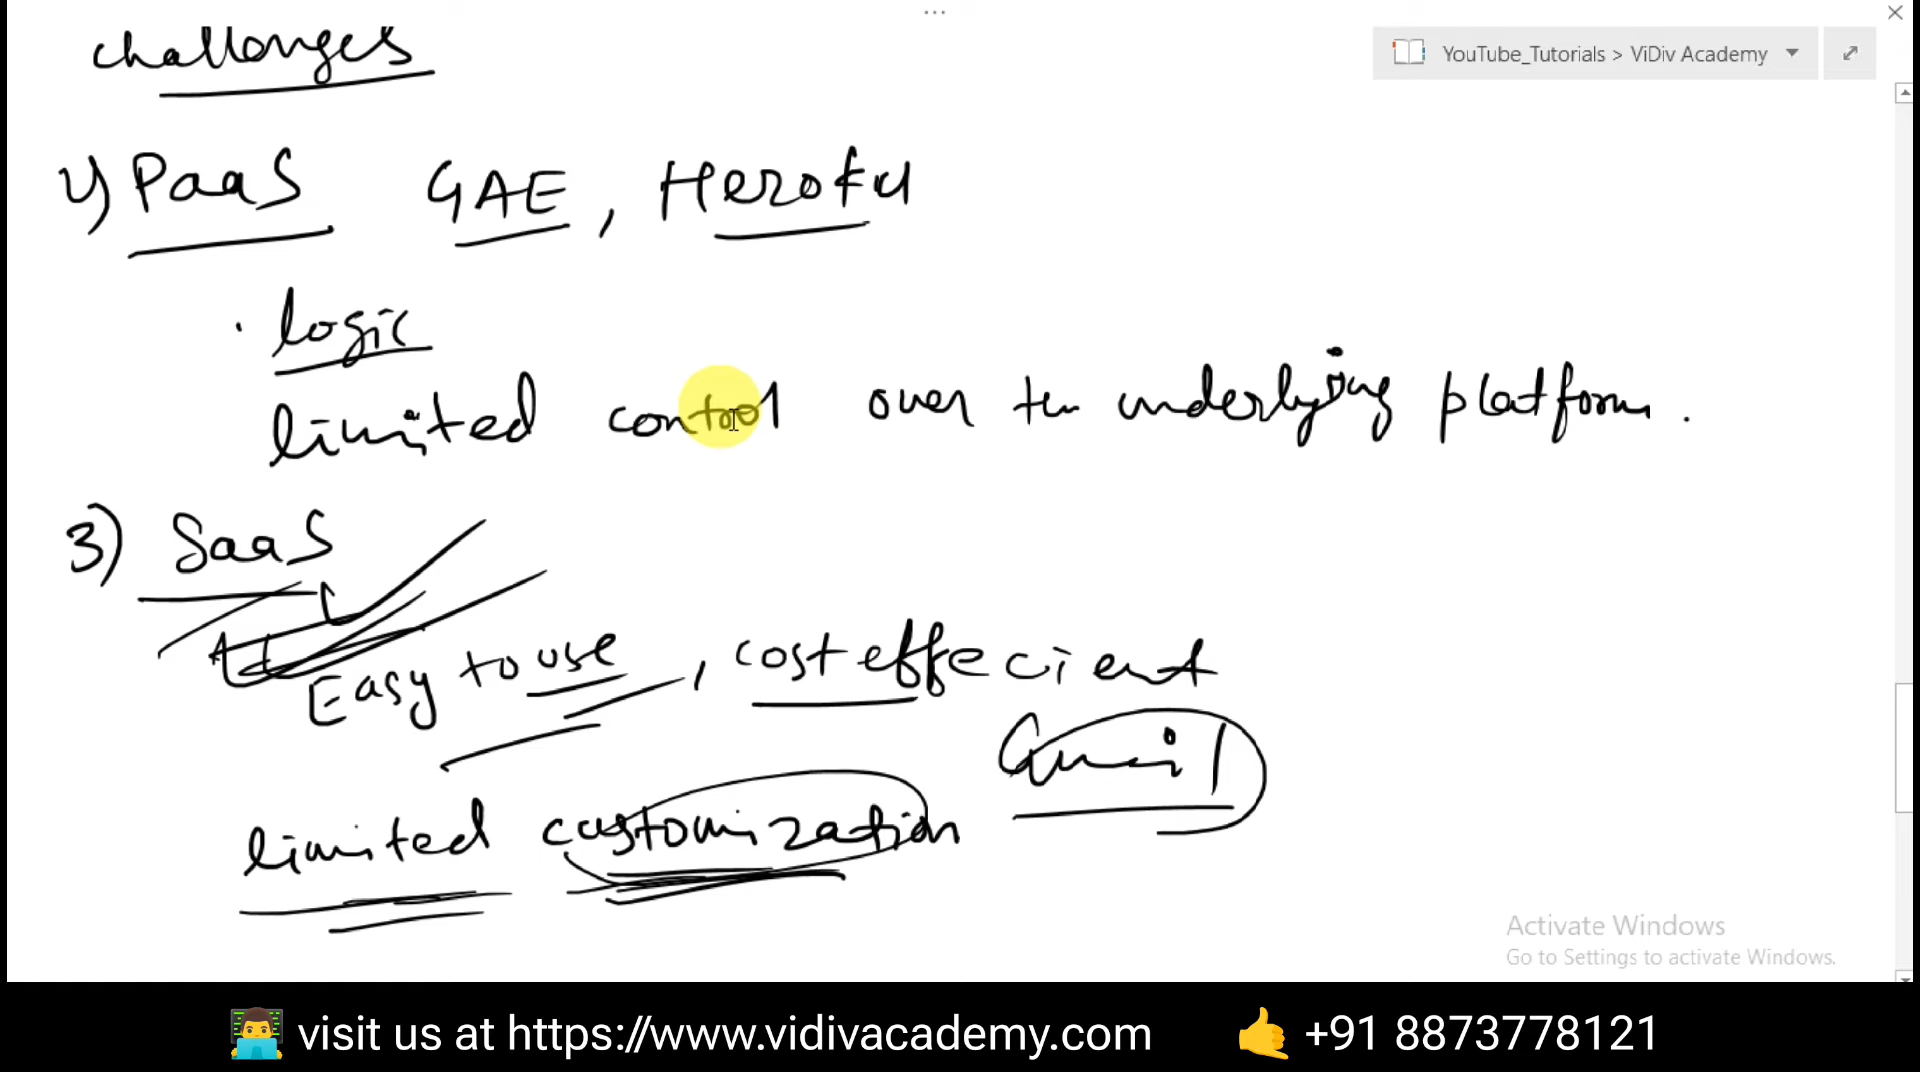 YouTube_Tutorials > ViDiv Academy
challenges
2) PaaS GAE, Heroku
· logic
limited control over the underlying platform.
3) SaaS
Easy to use, cost effecient
Gmail
limited customization
Activate Windows
Go to Settings to activate Windows.
visit us at https://www.vidivacademy.com +91 8873778121